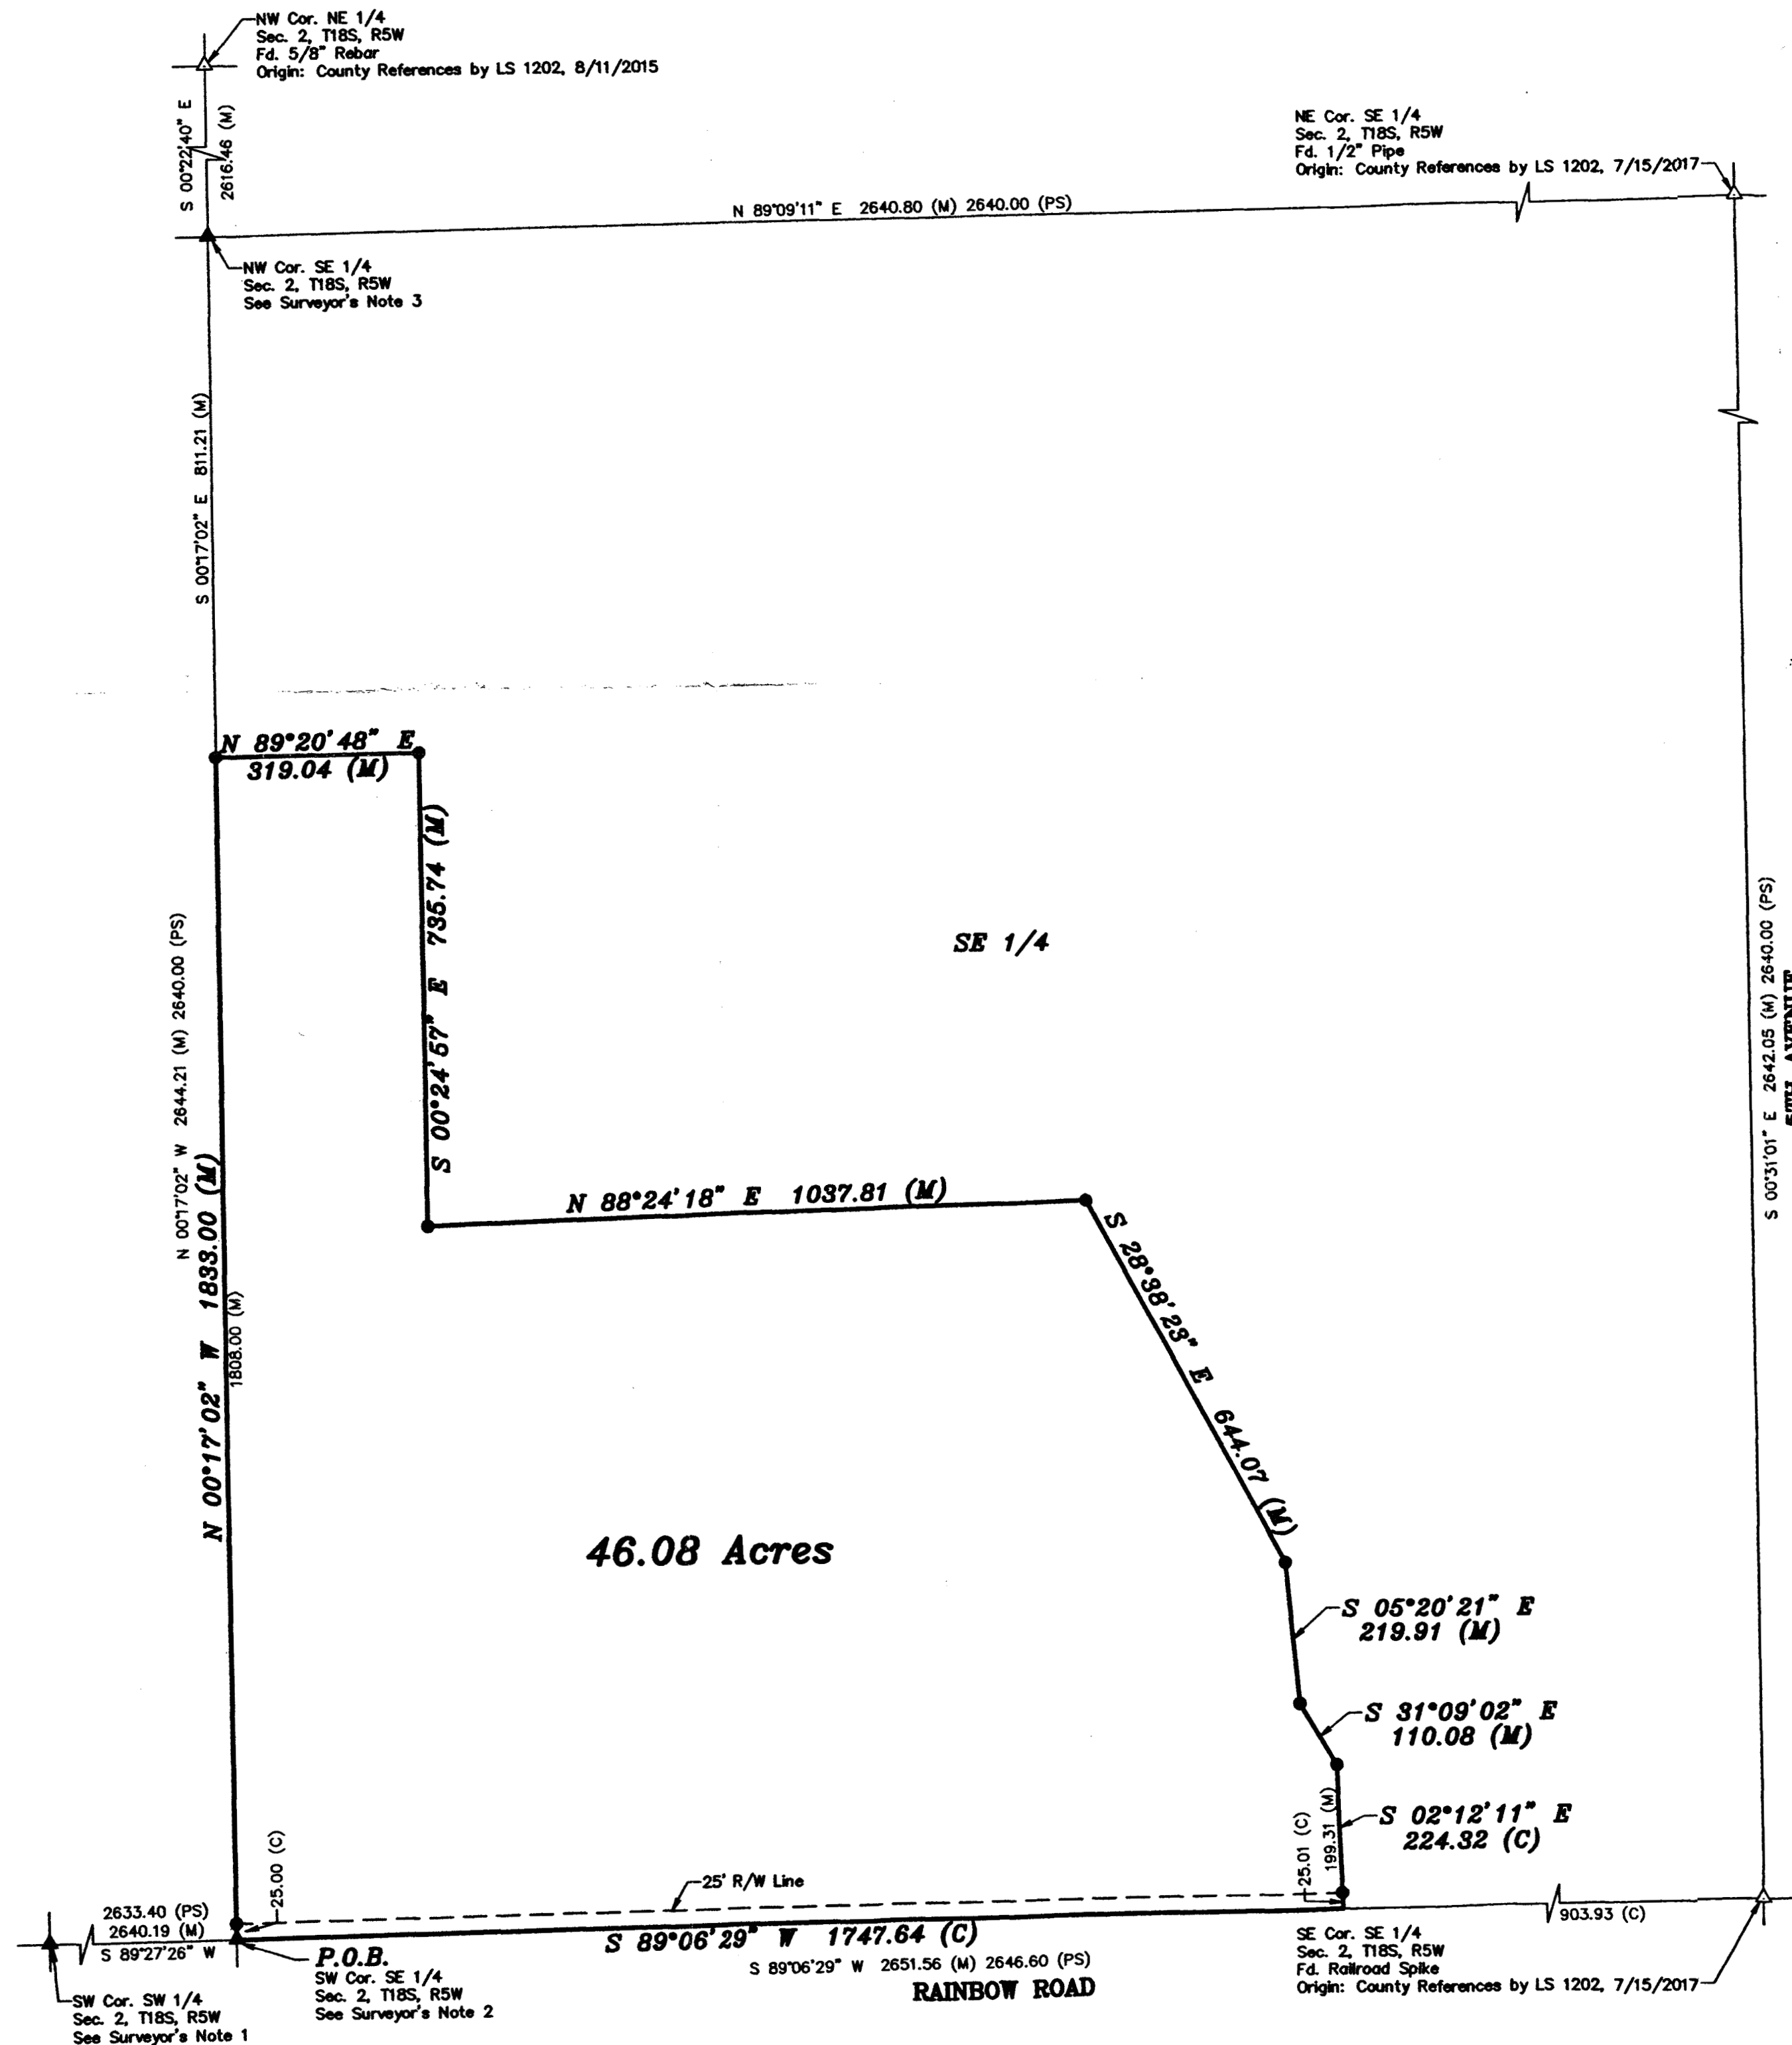 NW Cor. NE 1/4
Sec. 2, T18S, R5W
Fd. 5/8" Rebar
Origin: County References by LS 1202, 8/11/2015
S 00°22'40" E
2616.46 (M)
NE Cor. SE 1/4
Sec. 2, T18S, R5W
Fd. 1/2" Pipe
Origin: County References by LS 1202, 7/15/2017
N 89°09'11" E 2640.80 (M) 2640.00 (PS)
NW Cor. SE 1/4
Sec. 2, T18S, R5W
See Surveyor's Note 3
S 00°17'02" E 811.21 (M)
N 89°20'48" E
319.04 (M)
S 00°24'57" E 735.74 (M)
SE 1/4
N 00°17'02" W 2644.21 (M) 2640.00 (PS)
N 00°17'02" W 1833.00 (M)
1808.00 (M)
S 00°31'01" E 2642.05 (M) 2640.00 (PS)
5TH AVENUE
N 88°24'18" E 1037.81 (M)
S 28°38'23" E 644.07 (M)
46.08 Acres
S 05°20'21" E
219.91 (M)
S 31°09'02" E
110.08 (M)
S 02°12'11" E
224.32 (C)
199.31 (M)
25.01 (C)
25.00 (C)
25' R/W Line
2633.40 (PS)
2640.19 (M)
S 89°27'26" W
S 89°06'29" W 1747.64 (C)
903.93 (C)
S 89°06'29" W 2651.56 (M) 2646.60 (PS)
RAINBOW ROAD
P.O.B.
SW Cor. SE 1/4
Sec. 2, T18S, R5W
See Surveyor's Note 2
SW Cor. SW 1/4
Sec. 2, T18S, R5W
See Surveyor's Note 1
SE Cor. SE 1/4
Sec. 2, T18S, R5W
Fd. Railroad Spike
Origin: County References by LS 1202, 7/15/2017